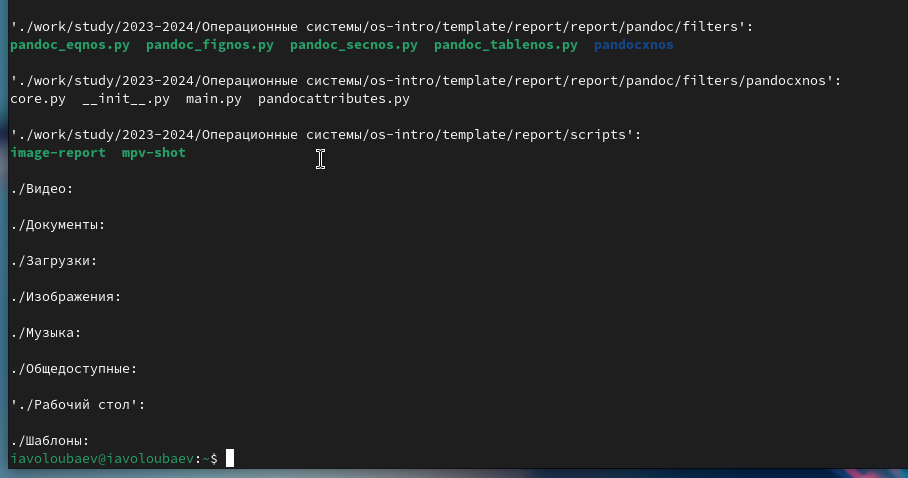 './work/study/2023-2024/Операционные системы/os-intro/template/report/report/pandoc/filters':
pandoc_eqnos.py  pandoc_fignos.py  pandoc_secnos.py  pandoc_tablenos.py  pandocxnos
'./work/study/2023-2024/Операционные системы/os-intro/template/report/report/pandoc/filters/pandocxnos':
core.py  __init__.py  main.py  pandocattributes.py
'./work/study/2023-2024/Операционные системы/os-intro/template/report/scripts':
image-report  mpv-shot
./Видео:
./Документы:
./Загрузки:
./Изображения:
./Музыка:
./Общедоступные:
'./Рабочий стол':
./Шаблоны:
iavoloubaev@iavoloubaev:~$